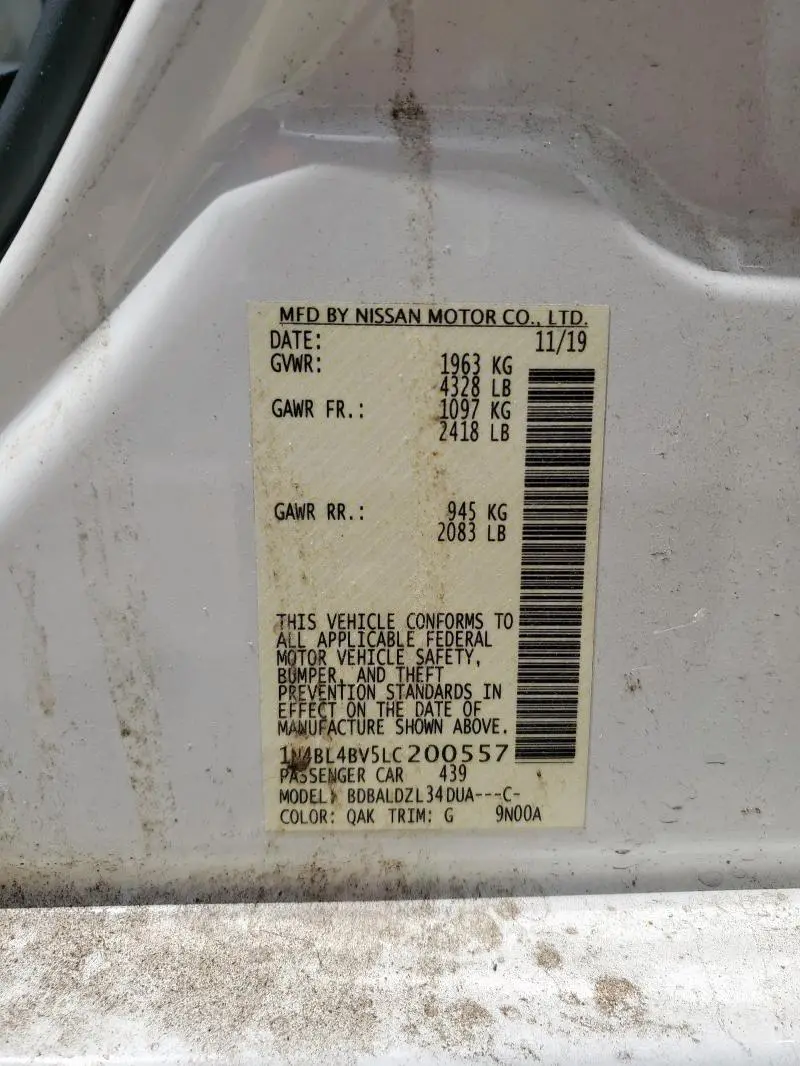 MFD BY NISSAN MOTOR CO., LTD.
DATE: 11/19
GVWR: 1963 KG
4328 LB
GAWR FR.: 1097 KG
2418 LB
GAWR RR.: 945 KG
2083 LB
THIS VEHICLE CONFORMS TO
ALL APPLICABLE FEDERAL
MOTOR VEHICLE SAFETY,
BUMPER, AND THEFT
PREVENTION STANDARDS IN
EFFECT ON THE DATE OF
MANUFACTURE SHOWN ABOVE.
1N4BL4BV5LC200557
PASSENGER CAR 439
MODEL: BDBALDZL34DUA---C-
COLOR: QAK TRIM: G 9N00A